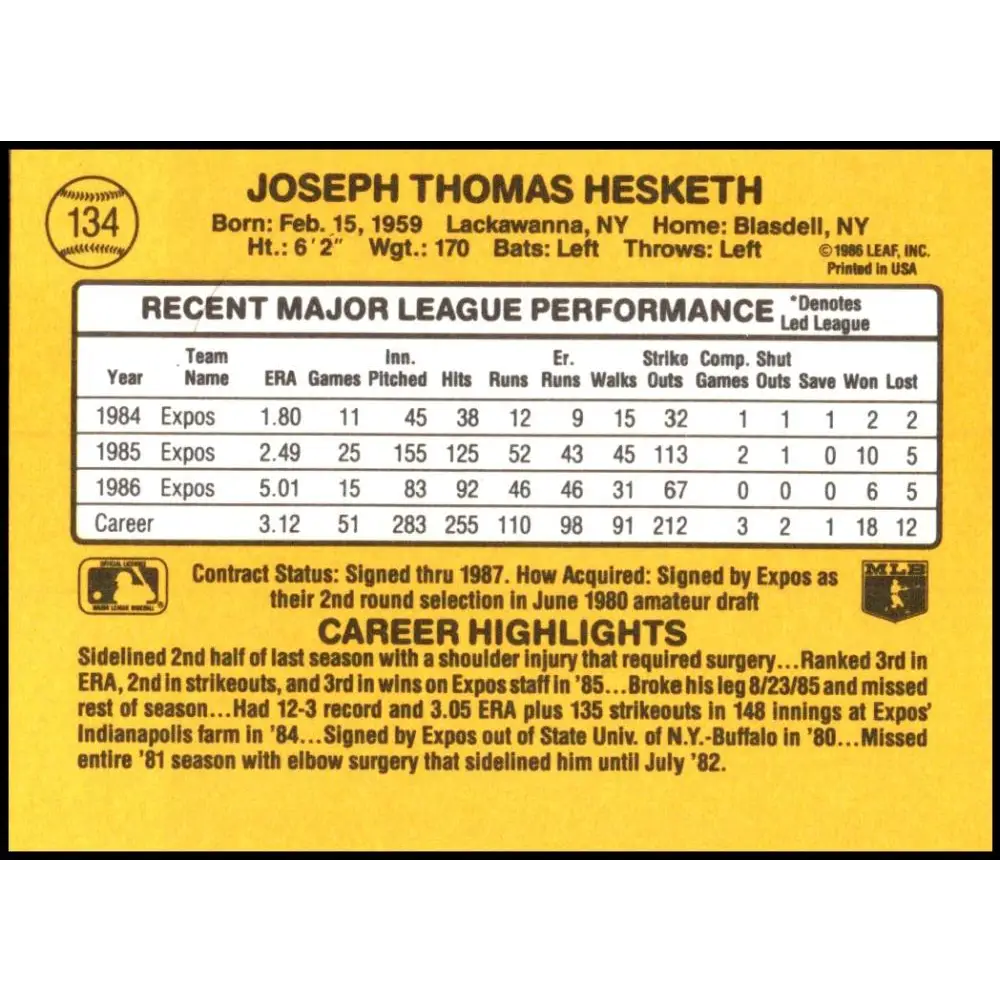 134
JOSEPH THOMAS HESKETH
Born: Feb. 15, 1959 Lackawanna, NY Home: Blasdell, NY
Ht.: 6'2" Wgt.: 170 Bats: Left Throws: Left
©1986 LEAF, INC.
Printed in USA
RECENT MAJOR LEAGUE PERFORMANCE
*Denotes
Led League
Team Inn. Er. Strike Comp. Shut
Year Name ERA Games Pitched Hits Runs Runs Walks Outs Games Outs Save Won Lost
1984 Expos 1.80 11 45 38 12 9 15 32 1 1 1 2 2
1985 Expos 2.49 25 155 125 52 43 45 113 2 1 0 10 5
1986 Expos 5.01 15 83 92 46 46 31 67 0 0 0 6 5
Career 3.12 51 283 255 110 98 91 212 3 2 1 18 12
OFFICIAL LICENSEE
MAJOR LEAGUE BASEBALL
Contract Status: Signed thru 1987. How Acquired: Signed by Expos as
their 2nd round selection in June 1980 amateur draft
MLB
CAREER HIGHLIGHTS
Sidelined 2nd half of last season with a shoulder injury that required surgery...Ranked 3rd in
ERA, 2nd in strikeouts, and 3rd in wins on Expos staff in '85...Broke his leg 8/23/85 and missed
rest of season...Had 12-3 record and 3.05 ERA plus 135 strikeouts in 148 innings at Expos'
Indianapolis farm in '84...Signed by Expos out of State Univ. of N.Y.-Buffalo in '80...Missed
entire '81 season with elbow surgery that sidelined him until July '82.